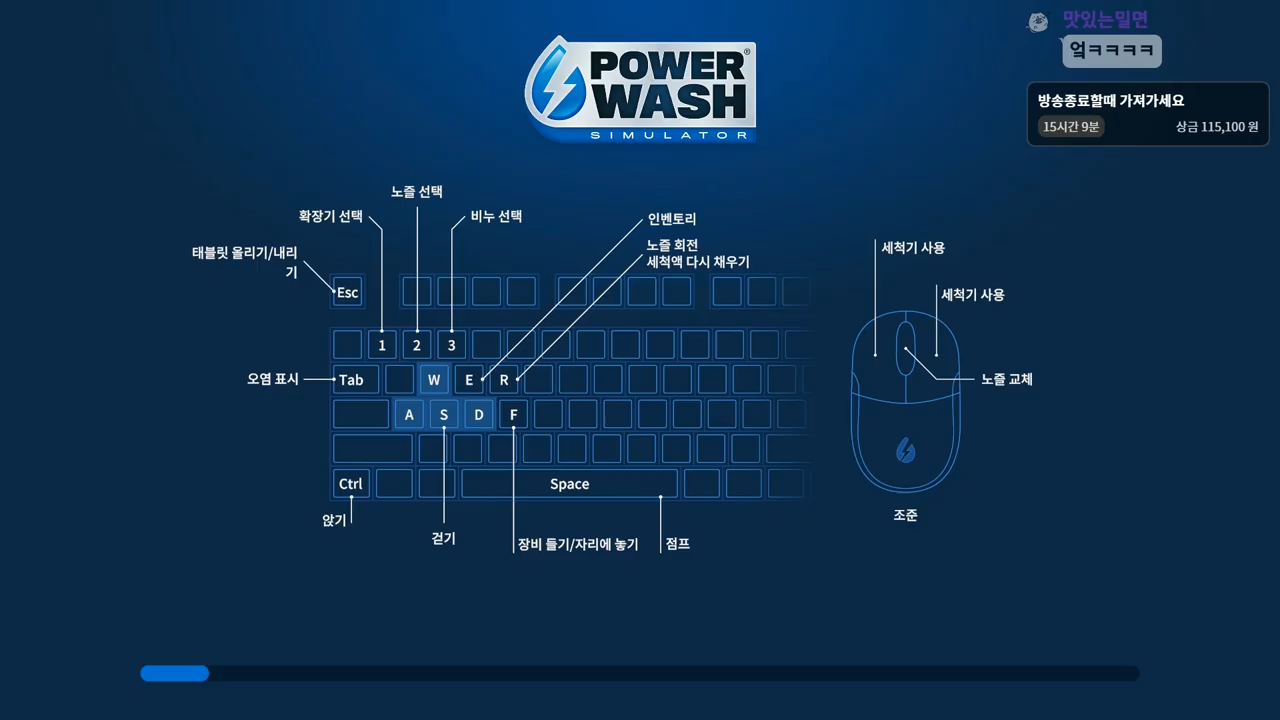 맛있는밀면
엌ㅋㅋㅋㅋ
POWER®
WASH
SIMULATOR
방송종료할때 가져가세요
15시간 9분
상금 115,100 원
노즐 선택
확장기 선택
비누 선택
인벤토리
태블릿 올리기/내리
기
노즐 회전
세척액 다시 채우기
세척기 사용
세척기 사용
Esc
1 2 3
오염 표시
Tab
W E R
노즐 교체
A S D F
Ctrl
Space
앉기
걷기
장비 들기/자리에 놓기
점프
조준